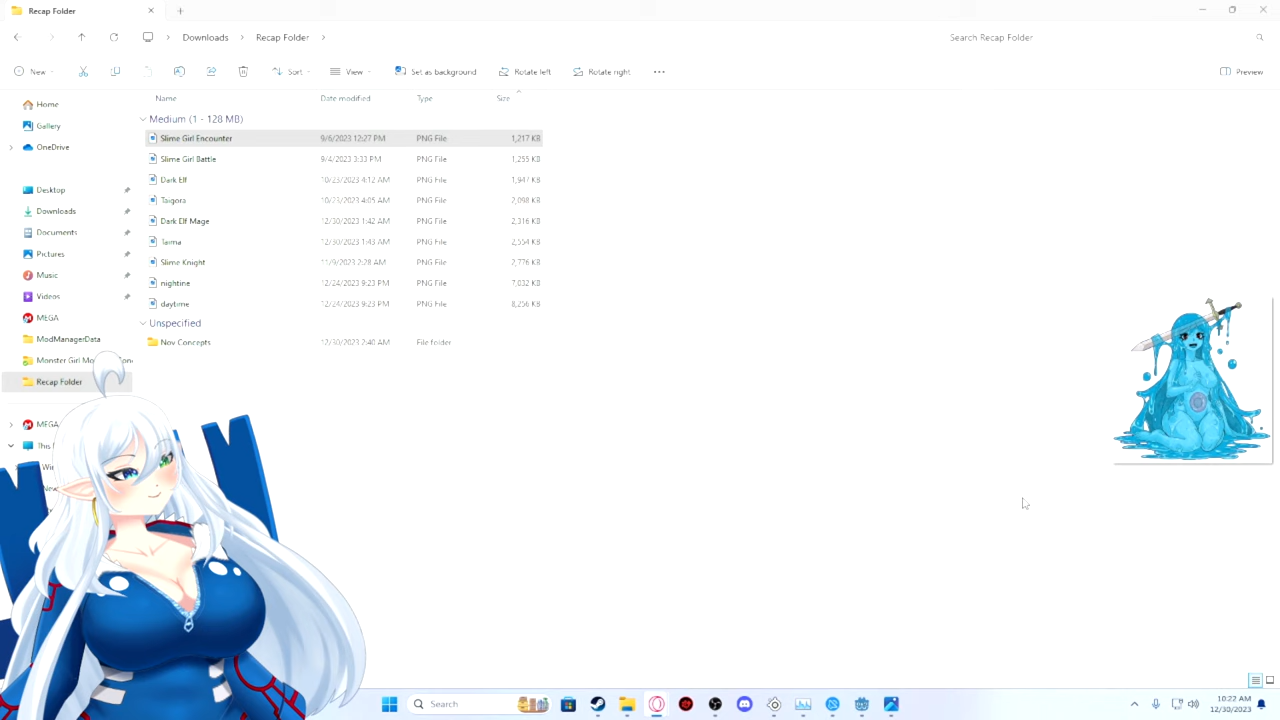 Recap Folder
Downloads > Recap Folder >
Search Recap Folder
New
Sort
View
Set as background
Rotate left
Rotate right
Preview
Name Date modified Type Size
Medium (1 - 128 MB)
Slime Girl Encounter 9/6/2023 12:27 PM PNG File 1,217 KB
Slime Girl Battle 9/4/2023 3:33 PM PNG File 1,255 KB
Dark Elf 10/23/2023 4:12 AM PNG File 1,947 KB
Taigora 10/23/2023 4:05 AM PNG File 2,098 KB
Dark Elf Mage 12/30/2023 1:42 AM PNG File 2,316 KB
Taima 12/30/2023 1:43 AM PNG File 2,554 KB
Slime Knight 11/9/2023 2:28 AM PNG File 2,776 KB
nightine 12/24/2023 9:23 PM PNG File 7,032 KB
daytime 12/24/2023 9:23 PM PNG File 8,256 KB
Unspecified
Nov Concepts 12/30/2023 2:40 AM File folder
Home
Gallery
OneDrive
Desktop
Downloads
Documents
Pictures
Music
Videos
MEGA
ModManagerData
Monster Girl
Recap Folder
MEGA
This
Search
10:22 AM
12/30/2023